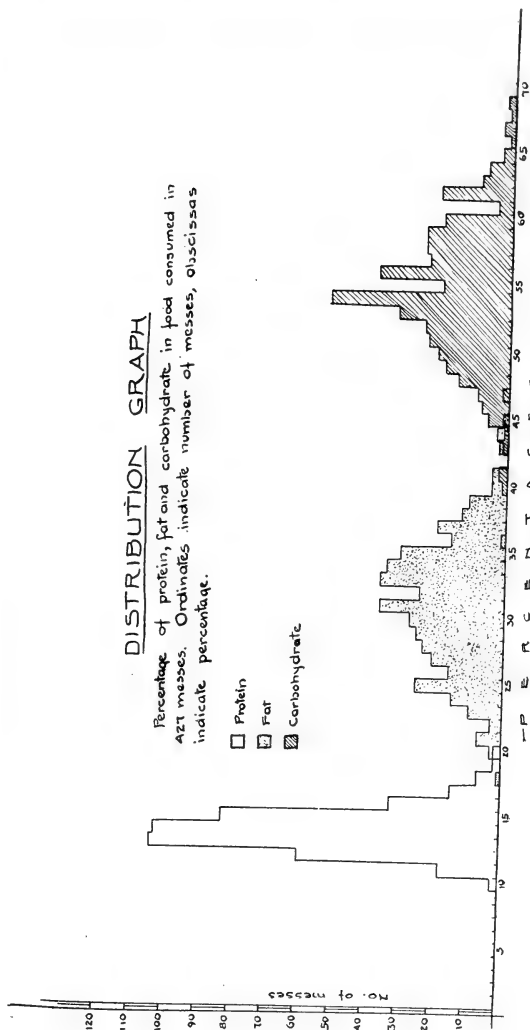 DISTRIBUTION GRAPH
Percentage of protein, fat and carbohydrate in food consumed in
427 messes. Ordinates indicate number of messes, obscissas
indicate percentage.
Protein
Fat
Carbohydrate
No. of messes
120
110
100
90
80
70
60
50
40
30
20
10
5 10 15 20 25 30 35 40 45 50 55 60 65 70
—PERCENTAGE